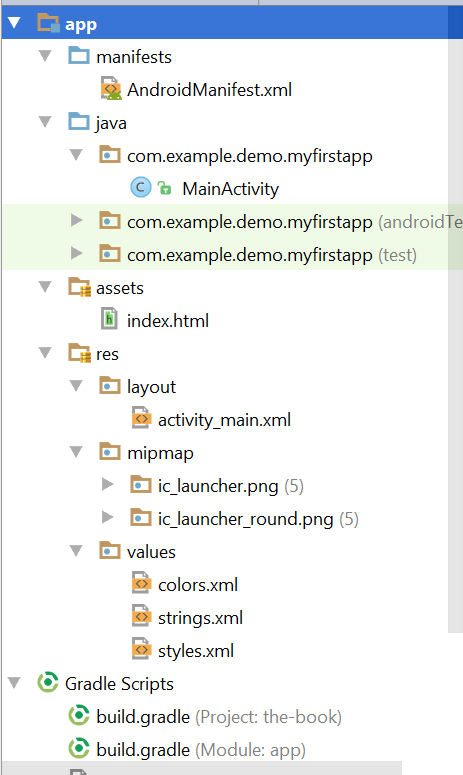 app
manifests
AndroidManifest.xml
java
com.example.demo.myfirstapp
C MainActivity
com.example.demo.myfirstapp (androidTe
com.example.demo.myfirstapp (test)
assets
h index.html
res
layout
activity_main.xml
mipmap
ic_launcher.png (5)
ic_launcher_round.png (5)
values
colors.xml
strings.xml
styles.xml
Gradle Scripts
build.gradle (Project: the-book)
build.gradle (Module: app)